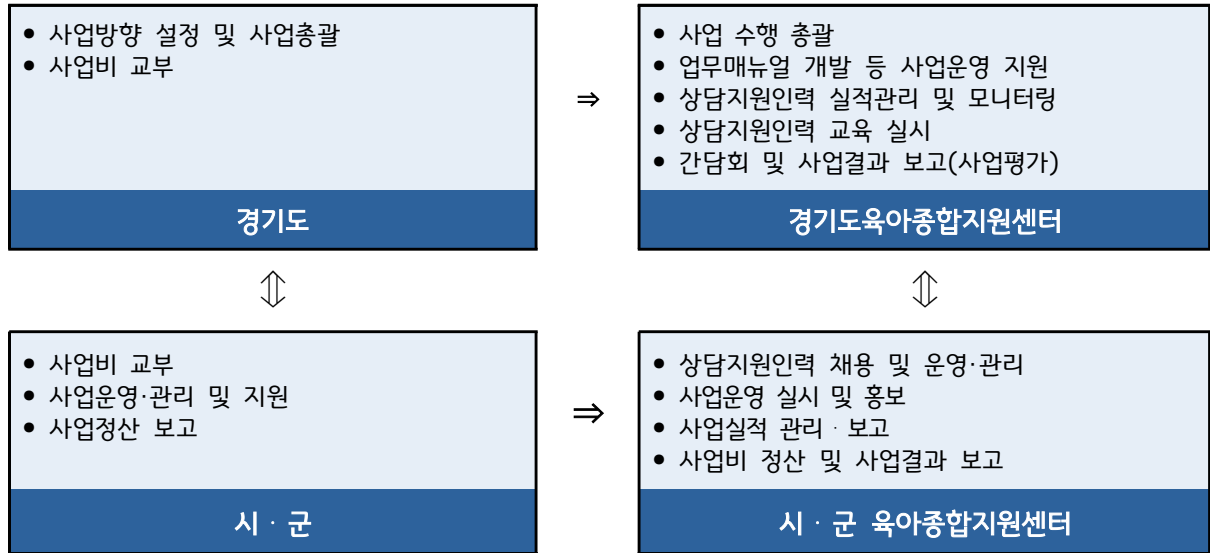 • 사업방향 설정 및 사업총괄
• 사업비 교부
경기도
⇒
• 사업 수행 총괄
• 업무매뉴얼 개발 등 사업운영 지원
• 상담지원인력 실적관리 및 모니터링
• 상담지원인력 교육 실시
• 간담회 및 사업결과 보고(사업평가)
경기도육아종합지원센터
⇕
⇕
• 사업비 교부
• 사업운영·관리 및 지원
• 사업정산 보고
시 · 군
⇒
• 상담지원인력 채용 및 운영·관리
• 사업운영 실시 및 홍보
• 사업실적 관리 · 보고
• 사업비 정산 및 사업결과 보고
시 · 군 육아종합지원센터